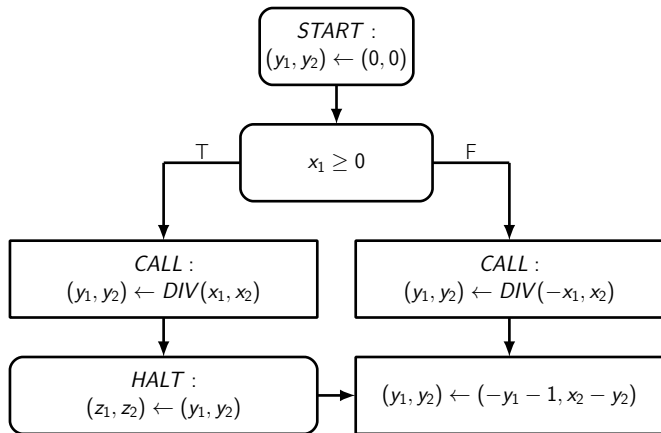 START :
(y₁, y₂) ← (0, 0)
T
x₁ ≥ 0
F
CALL :
(y₁, y₂) ← DIV(x₁, x₂)
CALL :
(y₁, y₂) ← DIV(−x₁, x₂)
HALT :
(z₁, z₂) ← (y₁, y₂)
(y₁, y₂) ← (−y₁ − 1, x₂ − y₂)